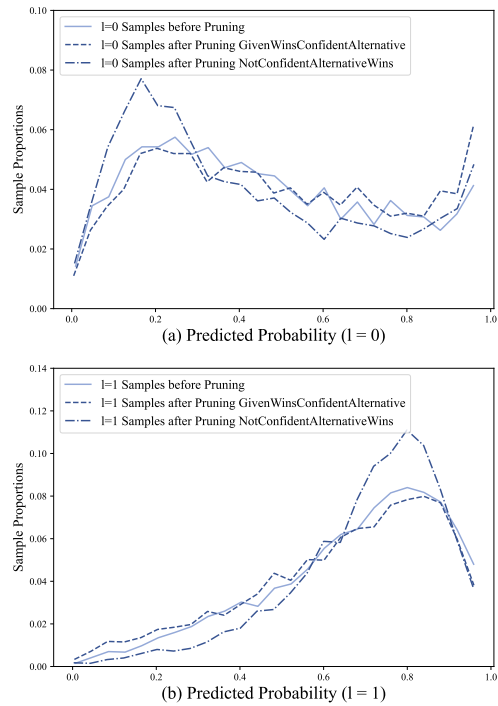 0.10
l=0 Samples before Pruning
l=0 Samples after Pruning GivenWinsConfidentAlternative
l=0 Samples after Pruning NotConfidentAlternativeWins
0.08
0.06
0.04
0.02
0.00
Sample Proportions
0.0 0.2 0.4 0.6 0.8 1.0
(a) Predicted Probability (l = 0)
0.14
l=1 Samples before Pruning
l=1 Samples after Pruning GivenWinsConfidentAlternative
l=1 Samples after Pruning NotConfidentAlternativeWins
0.12
0.10
0.08
0.06
0.04
0.02
0.00
Sample Proportions
0.0 0.2 0.4 0.6 0.8 1.0
(b) Predicted Probability (l = 1)